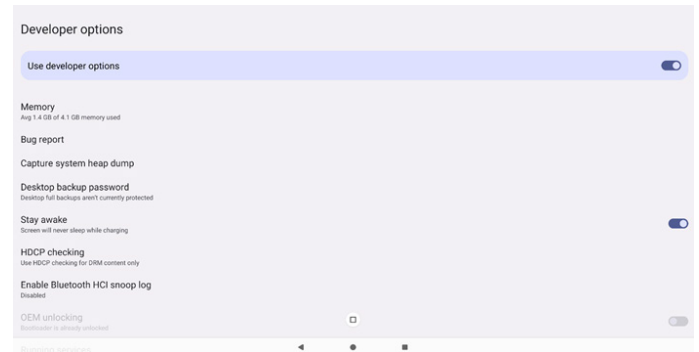 Developer options
Use developer options
Memory
Avg 1.4 GB of 4.1 GB memory used
Bug report
Capture system heap dump
Desktop backup password
Desktop full backups aren't currently protected
Stay awake
Screen will never sleep while charging
HDCP checking
Use HDCP checking for DRM content only
Enable Bluetooth HCI snoop log
Disabled
OEM unlocking
Bootloader is already unlocked
Running services